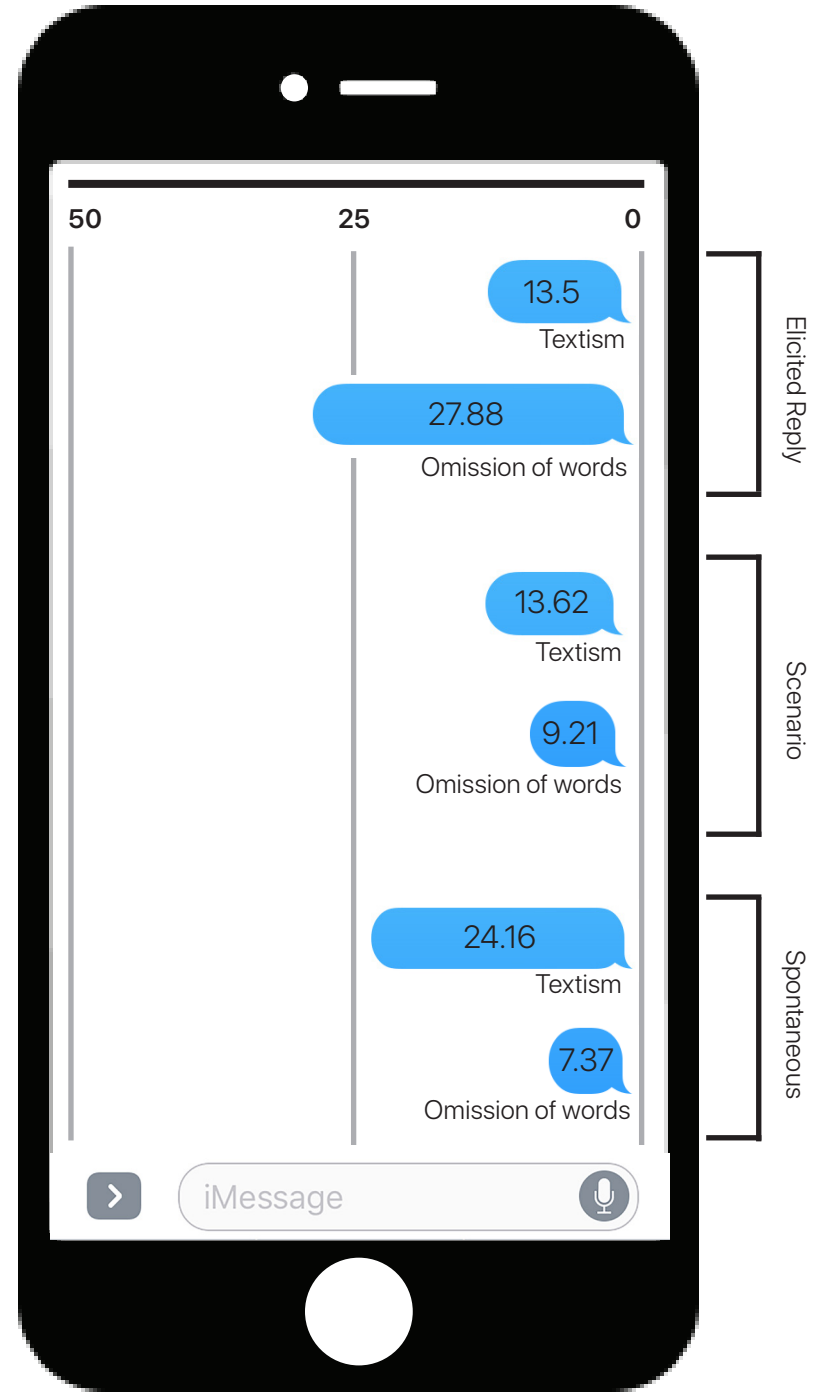 50 25 0
13.5
Textism
27.88
Omission of words
Elicited Reply
13.62
Textism
9.21
Omission of words
Scenario
24.16
Textism
7.37
Omission of words
Spontaneous
iMessage